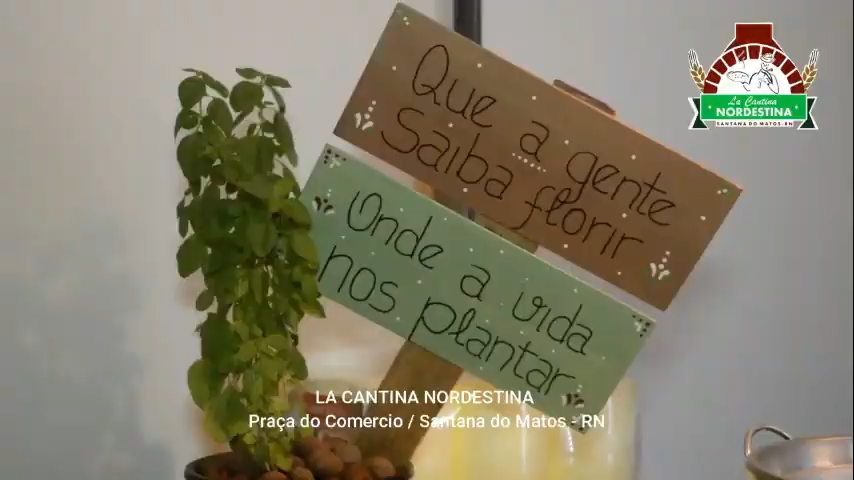 Que a gente
Saiba florir
Onde a vida
nos plantar
La Cantina
NORDESTINA
SANTANA DO MATOS-RN
LA CANTINA NORDESTINA
Praça do Comercio / Santana do Matos - RN